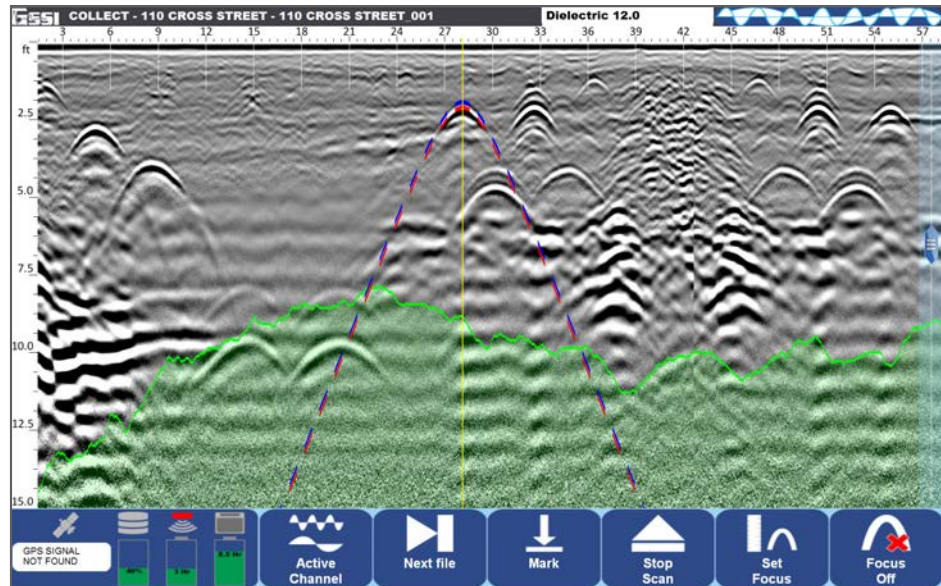 GSSI COLLECT - 110 CROSS STREET - 110 CROSS STREET_001 Dielectric 12.0
ft 3 6 9 12 15 18 21 24 27 30 33 36 39 42 45 48 51 54 57
2.5
5.0
7.5
10.0
12.5
15.0
GPS SIGNAL
NOT FOUND
Active
Channel
Next file
Mark
Stop
Scan
Set
Focus
Focus
Off